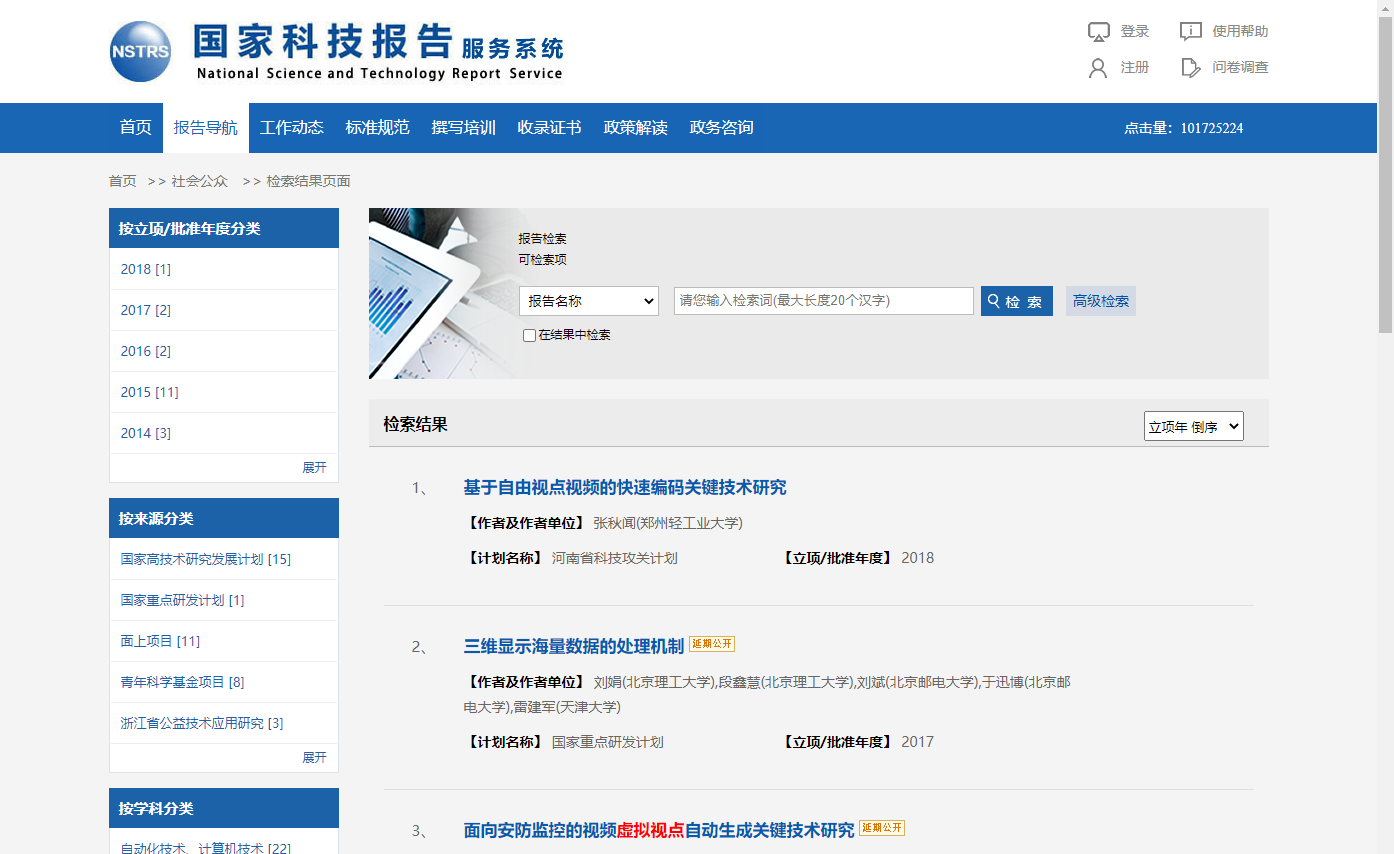 NSTRS
国家科技报告 服务系统
National Science and Technology Report Service
登录
使用帮助
注册
问卷调查
首页
报告导航
工作动态
标准规范
撰写培训
收录证书
政策解读
政务咨询
点击量：101725224
首页 >> 社会公众 >> 检索结果页面
按立项/批准年度分类
2018 [1]
2017 [2]
2016 [2]
2015 [11]
2014 [3]
展开
按来源分类
国家高技术研究发展计划 [15]
国家重点研发计划 [1]
面上项目 [11]
青年科学基金项目 [8]
浙江省公益技术应用研究 [3]
展开
按学科分类
自动化技术、计算机技术 [22]
报告检索
可检索项
报告名称
请您输入检索词(最大长度20个汉字)
检 索
高级检索
在结果中检索
检索结果
立项年 倒序
1、 基于自由视点视频的快速编码关键技术研究
【作者及作者单位】 张秋闻(郑州轻工业大学)
【计划名称】 河南省科技攻关计划 【立项/批准年度】 2018
2、 三维显示海量数据的处理机制 延期公开
【作者及作者单位】 刘娟(北京理工大学),段鑫慧(北京理工大学),刘斌(北京邮电大学),于迅博(北京邮
电大学),雷建军(天津大学)
【计划名称】 国家重点研发计划 【立项/批准年度】 2017
3、 面向安防监控的视频虚拟视点自动生成关键技术研究 延期公开